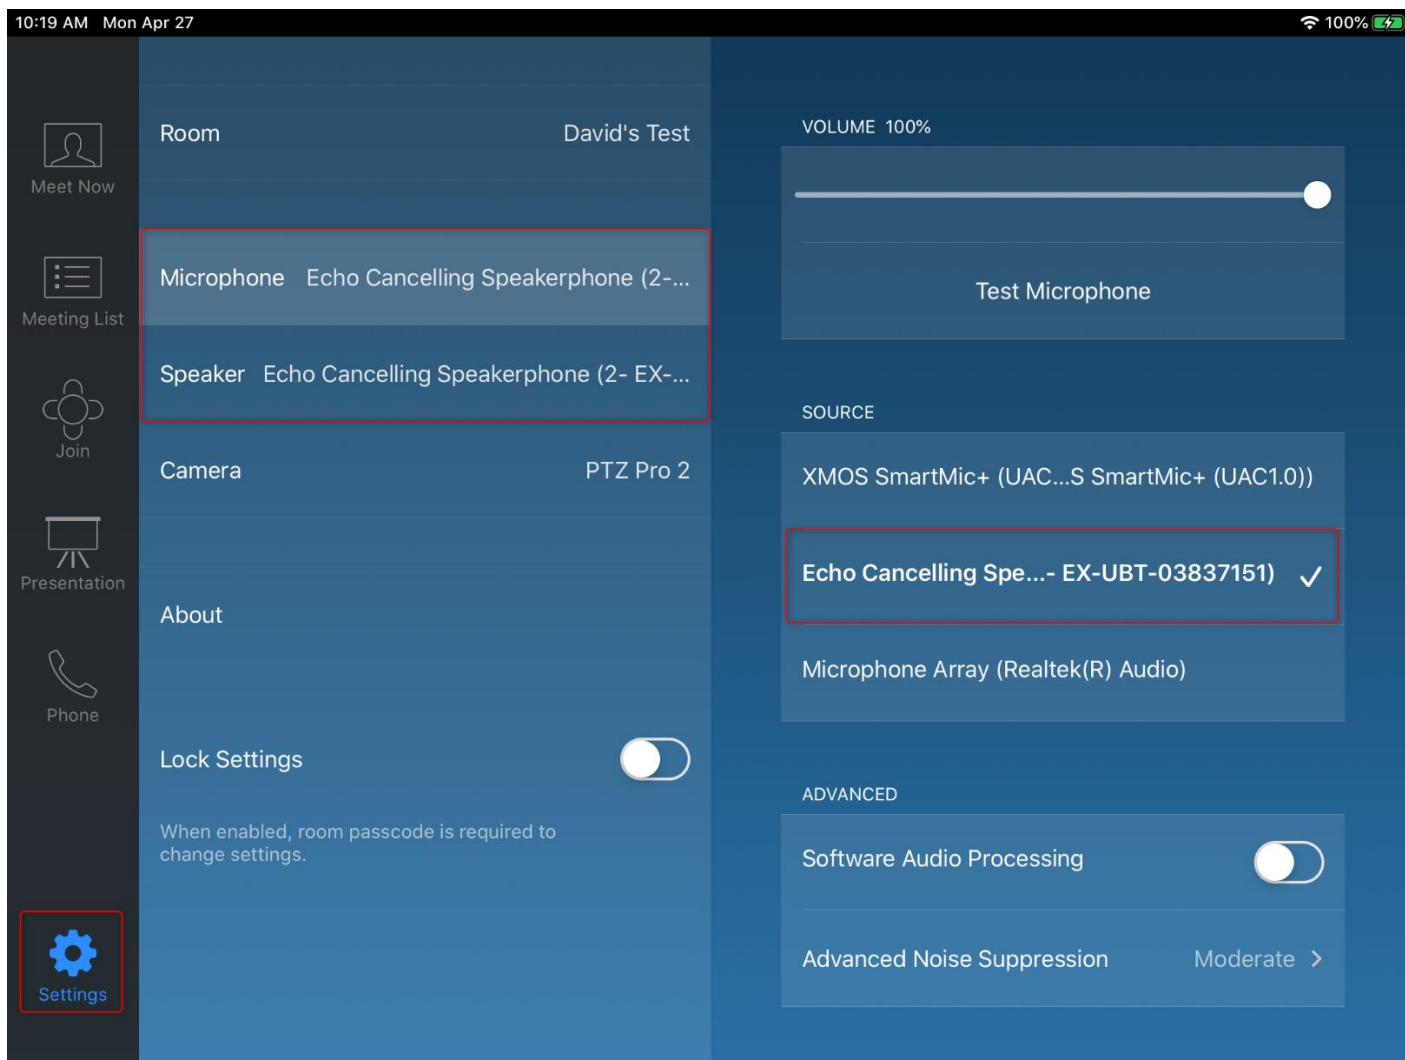 10:19 AM Mon Apr 27
100%
Meet Now
Meeting List
Join
Presentation
Phone
Settings
Room David's Test
Microphone Echo Cancelling Speakerphone (2-...
Speaker Echo Cancelling Speakerphone (2- EX-...
Camera PTZ Pro 2
About
Lock Settings
When enabled, room passcode is required to
change settings.
VOLUME 100%
Test Microphone
SOURCE
XMOS SmartMic+ (UAC...S SmartMic+ (UAC1.0))
Echo Cancelling Spe...- EX-UBT-03837151)
Microphone Array (Realtek(R) Audio)
ADVANCED
Software Audio Processing
Advanced Noise Suppression Moderate